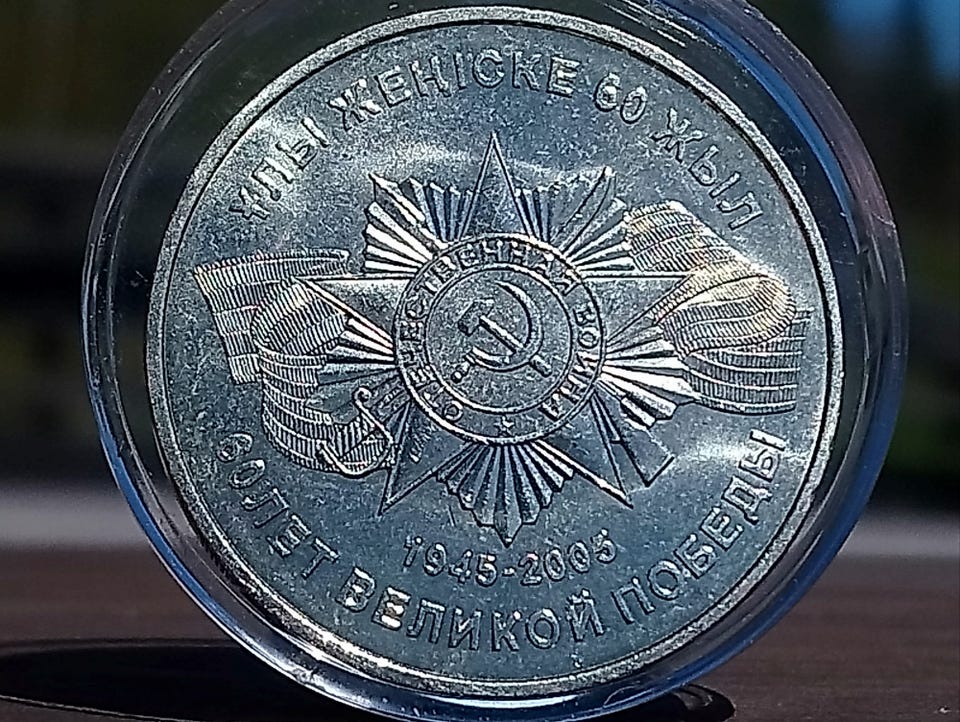 ҰЛЫ ЖЕҢІСКЕ 60 ЖЫЛ
ОТЕЧЕСТВЕННАЯ ВОЙНА
1945-2005
60 ЛЕТ ВЕЛИКОЙ ПОБЕДЫ